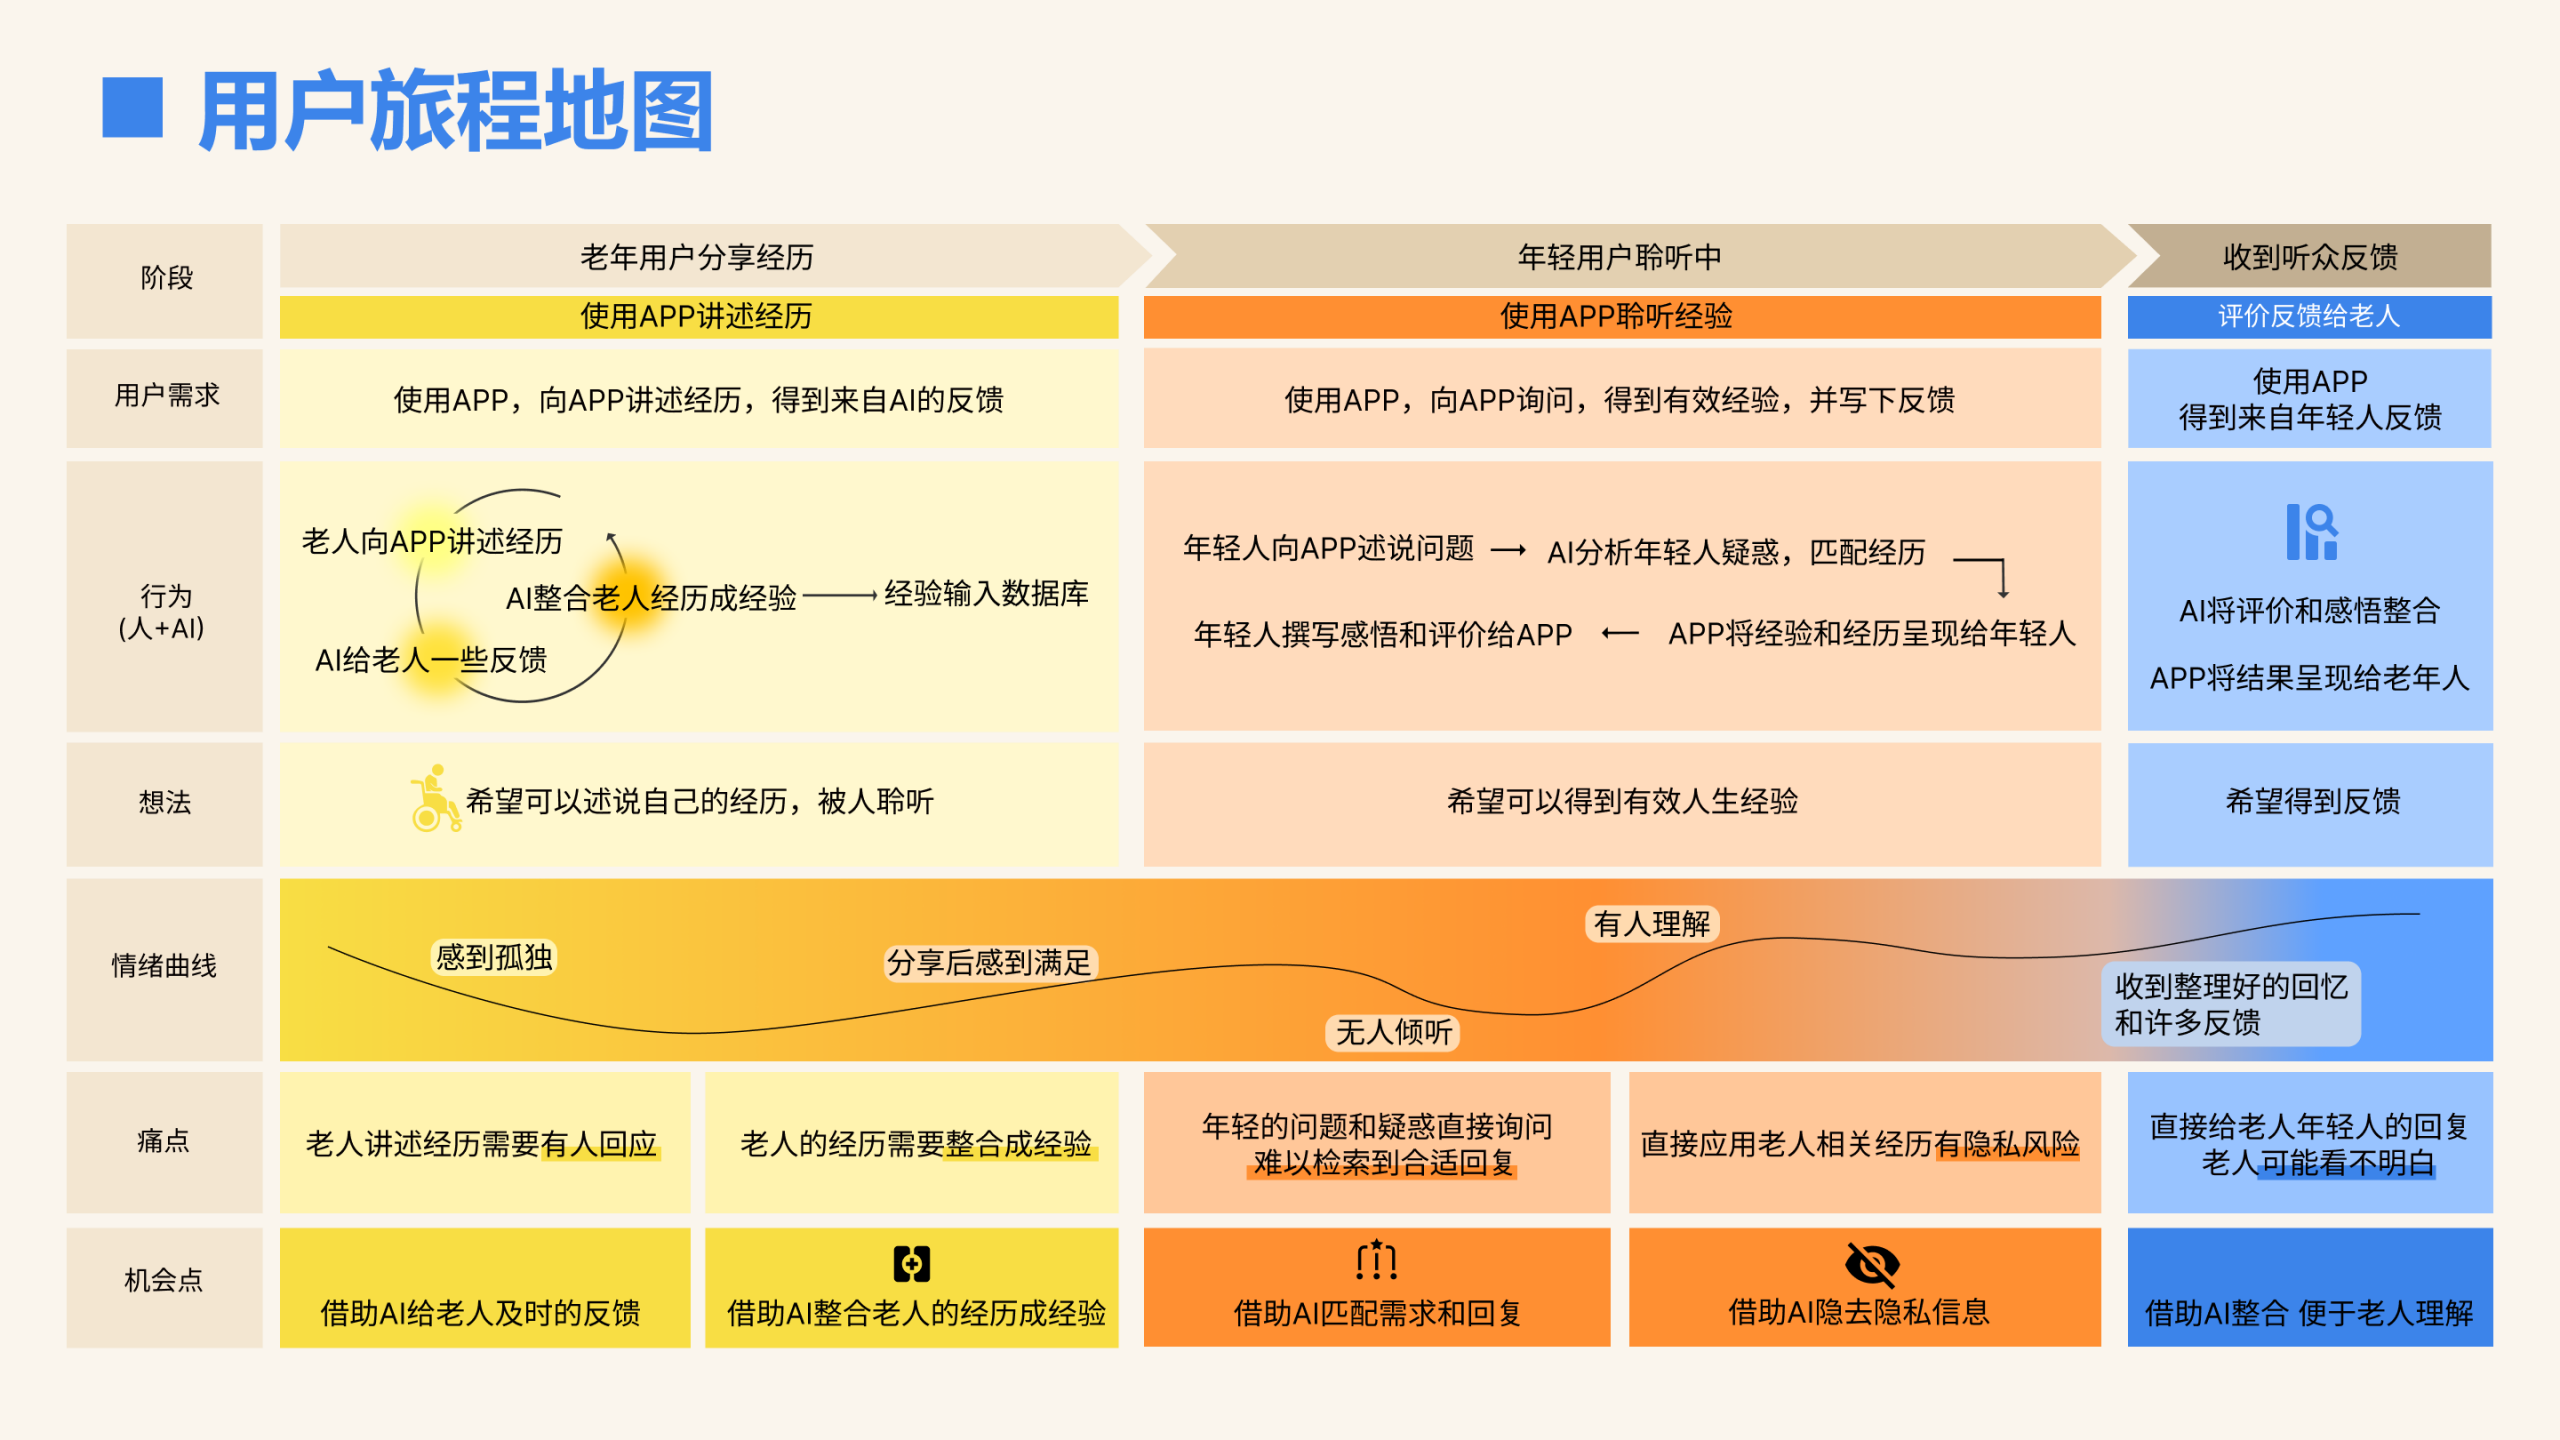 用户旅程地图
阶段
老年用户分享经历
年轻用户聆听中
收到听众反馈
使用APP讲述经历
使用APP聆听经验
评价反馈给老人
用户需求
使用APP，向APP讲述经历，得到来自AI的反馈
使用APP，向APP询问，得到有效经验，并写下反馈
使用APP
得到来自年轻人反馈
行为
(人+AI)
老人向APP讲述经历
AI整合老人经历成经验
经验输入数据库
AI给老人一些反馈
年轻人向APP述说问题
AI分析年轻人疑惑，匹配经历
年轻人撰写感悟和评价给APP
APP将经验和经历呈现给年轻人
AI将评价和感悟整合
APP将结果呈现给老年人
想法
希望可以述说自己的经历，被人聆听
希望可以得到有效人生经验
希望得到反馈
情绪曲线
感到孤独
分享后感到满足
无人倾听
有人理解
收到整理好的回忆
和许多反馈
痛点
老人讲述经历需要有人回应
老人的经历需要整合成经验
年轻的问题和疑惑直接询问
难以检索到合适回复
直接应用老人相关经历有隐私风险
直接给老人年轻人的回复
老人可能看不明白
机会点
借助AI给老人及时的反馈
借助AI整合老人的经历成经验
借助AI匹配需求和回复
借助AI隐去隐私信息
借助AI整合 便于老人理解